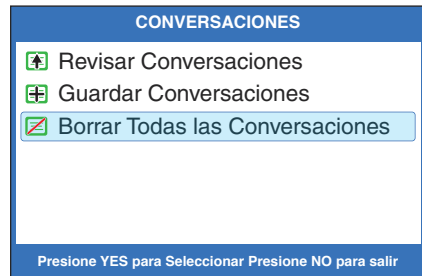 CONVERSACIONES
Revisar Conversaciones
Guardar Conversaciones
Borrar Todas las Conversaciones
Presione YES para Seleccionar Presione NO para salir